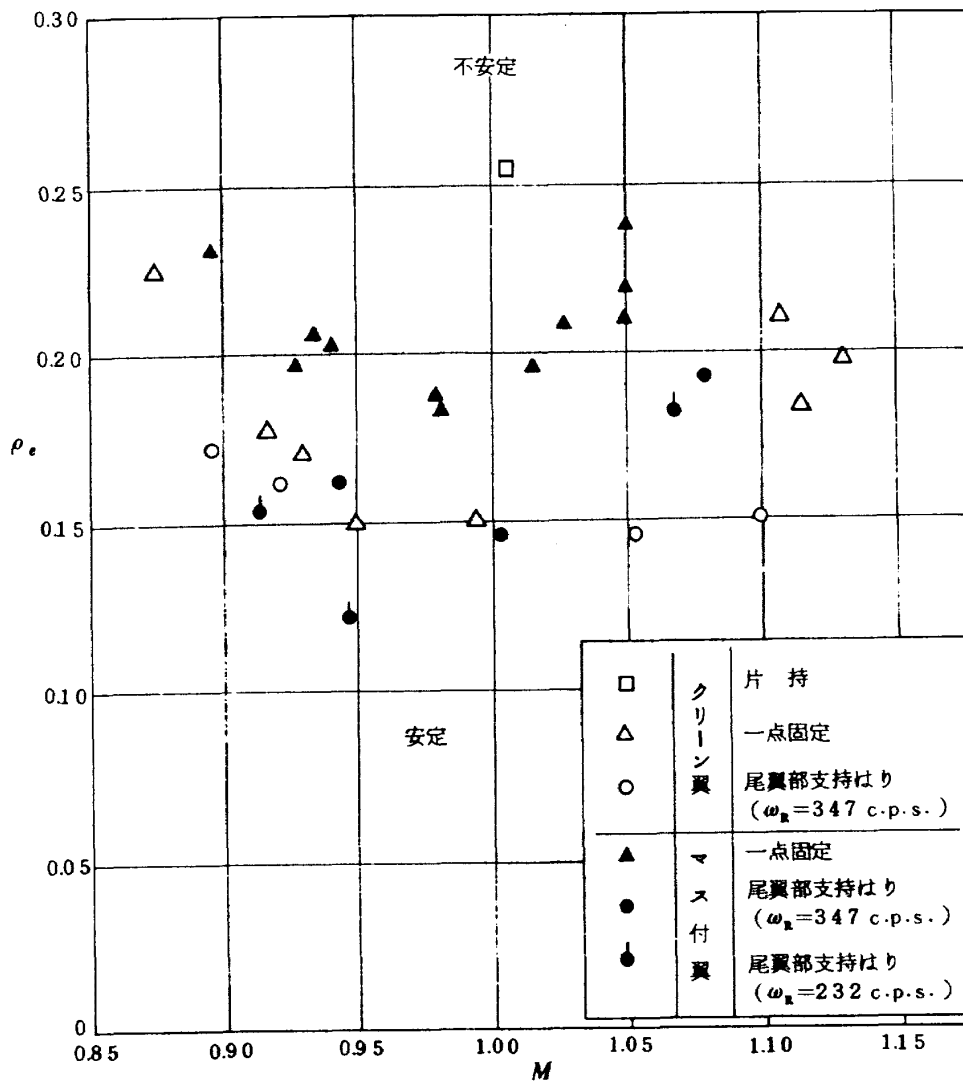 0.30
不安定
0.25
0.20
ρe
0.15
0.10
安定
0.05
0
0.85
0.90
0.95
1.00
1.05
1.10
1.15
M
クリーン翼
片 持
一点固定
尾翼部支持はり
(ωR=347 c.p.s.)
マス付翼
一点固定
尾翼部支持はり
(ωR=347 c.p.s.)
尾翼部支持はり
(ωR=232 c.p.s.)